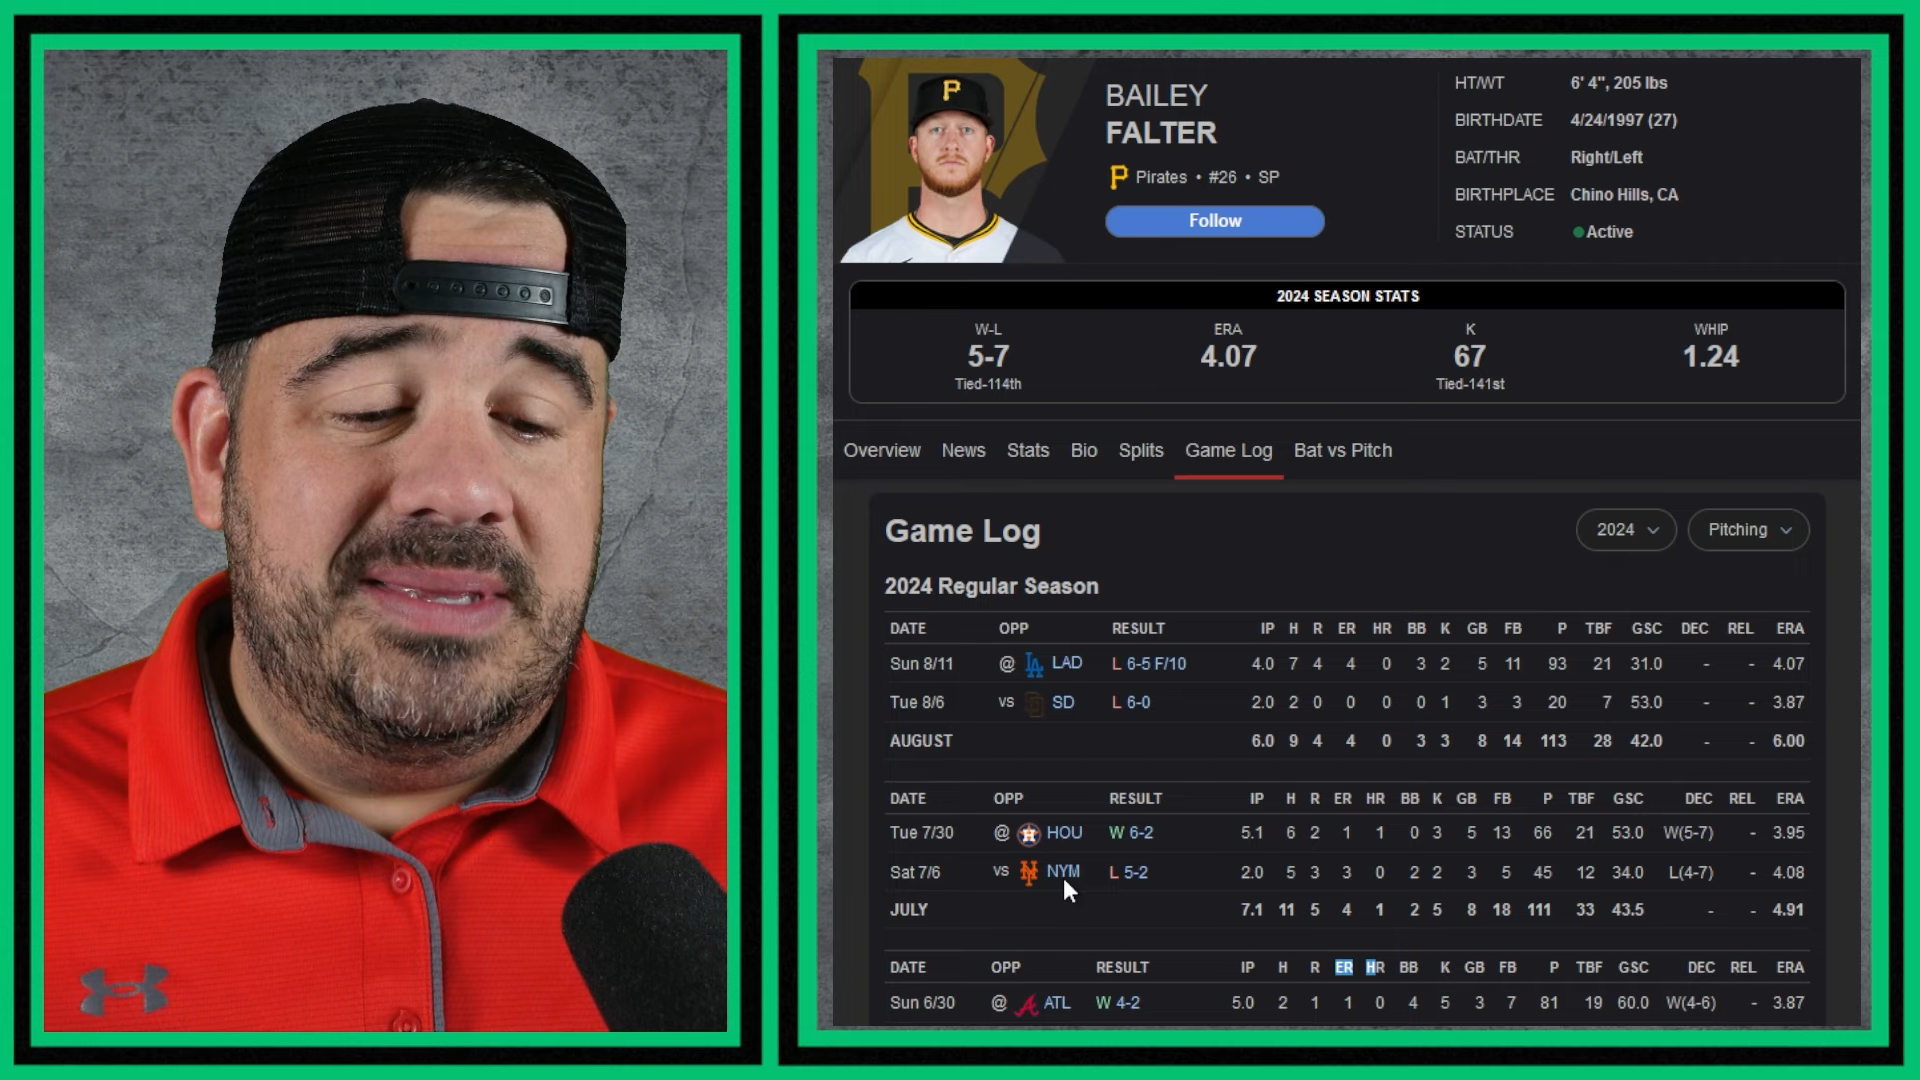 BAILEY
FALTER
Pirates • #26 • SP
Follow
HT/WT 6' 4", 205 lbs
BIRTHDATE 4/24/1997 (27)
BAT/THR Right/Left
BIRTHPLACE Chino Hills, CA
STATUS Active
2024 SEASON STATS
W-L ERA K WHIP
5-7 4.07 67 1.24
Tied-114th Tied-141st
Overview News Stats Bio Splits Game Log Bat vs Pitch
Game Log 2024 Pitching
2024 Regular Season
DATE OPP RESULT IP H R ER HR BB K GB FB P TBF GSC DEC REL ERA
Sun 8/11 @ LAD L 6-5 F/10 4.0 7 4 4 0 3 2 5 11 93 21 31.0 - - 4.07
Tue 8/6 vs SD L 6-0 2.0 2 0 0 0 0 1 3 3 20 7 53.0 - - 3.87
AUGUST 6.0 9 4 4 0 3 3 8 14 113 28 42.0 - - 6.00
DATE OPP RESULT IP H R ER HR BB K GB FB P TBF GSC DEC REL ERA
Tue 7/30 @ HOU W 6-2 5.1 6 2 1 1 0 3 5 13 66 21 53.0 W(5-7) - 3.95
Sat 7/6 vs NYM L 5-2 2.0 5 3 3 0 2 2 3 5 45 12 34.0 L(4-7) - 4.08
JULY 7.1 11 5 4 1 2 5 8 18 111 33 43.5 - - 4.91
DATE OPP RESULT IP H R ER HR BB K GB FB P TBF GSC DEC REL ERA
Sun 6/30 @ ATL W 4-2 5.0 2 1 1 0 4 5 3 7 81 19 60.0 W(4-6) - 3.87